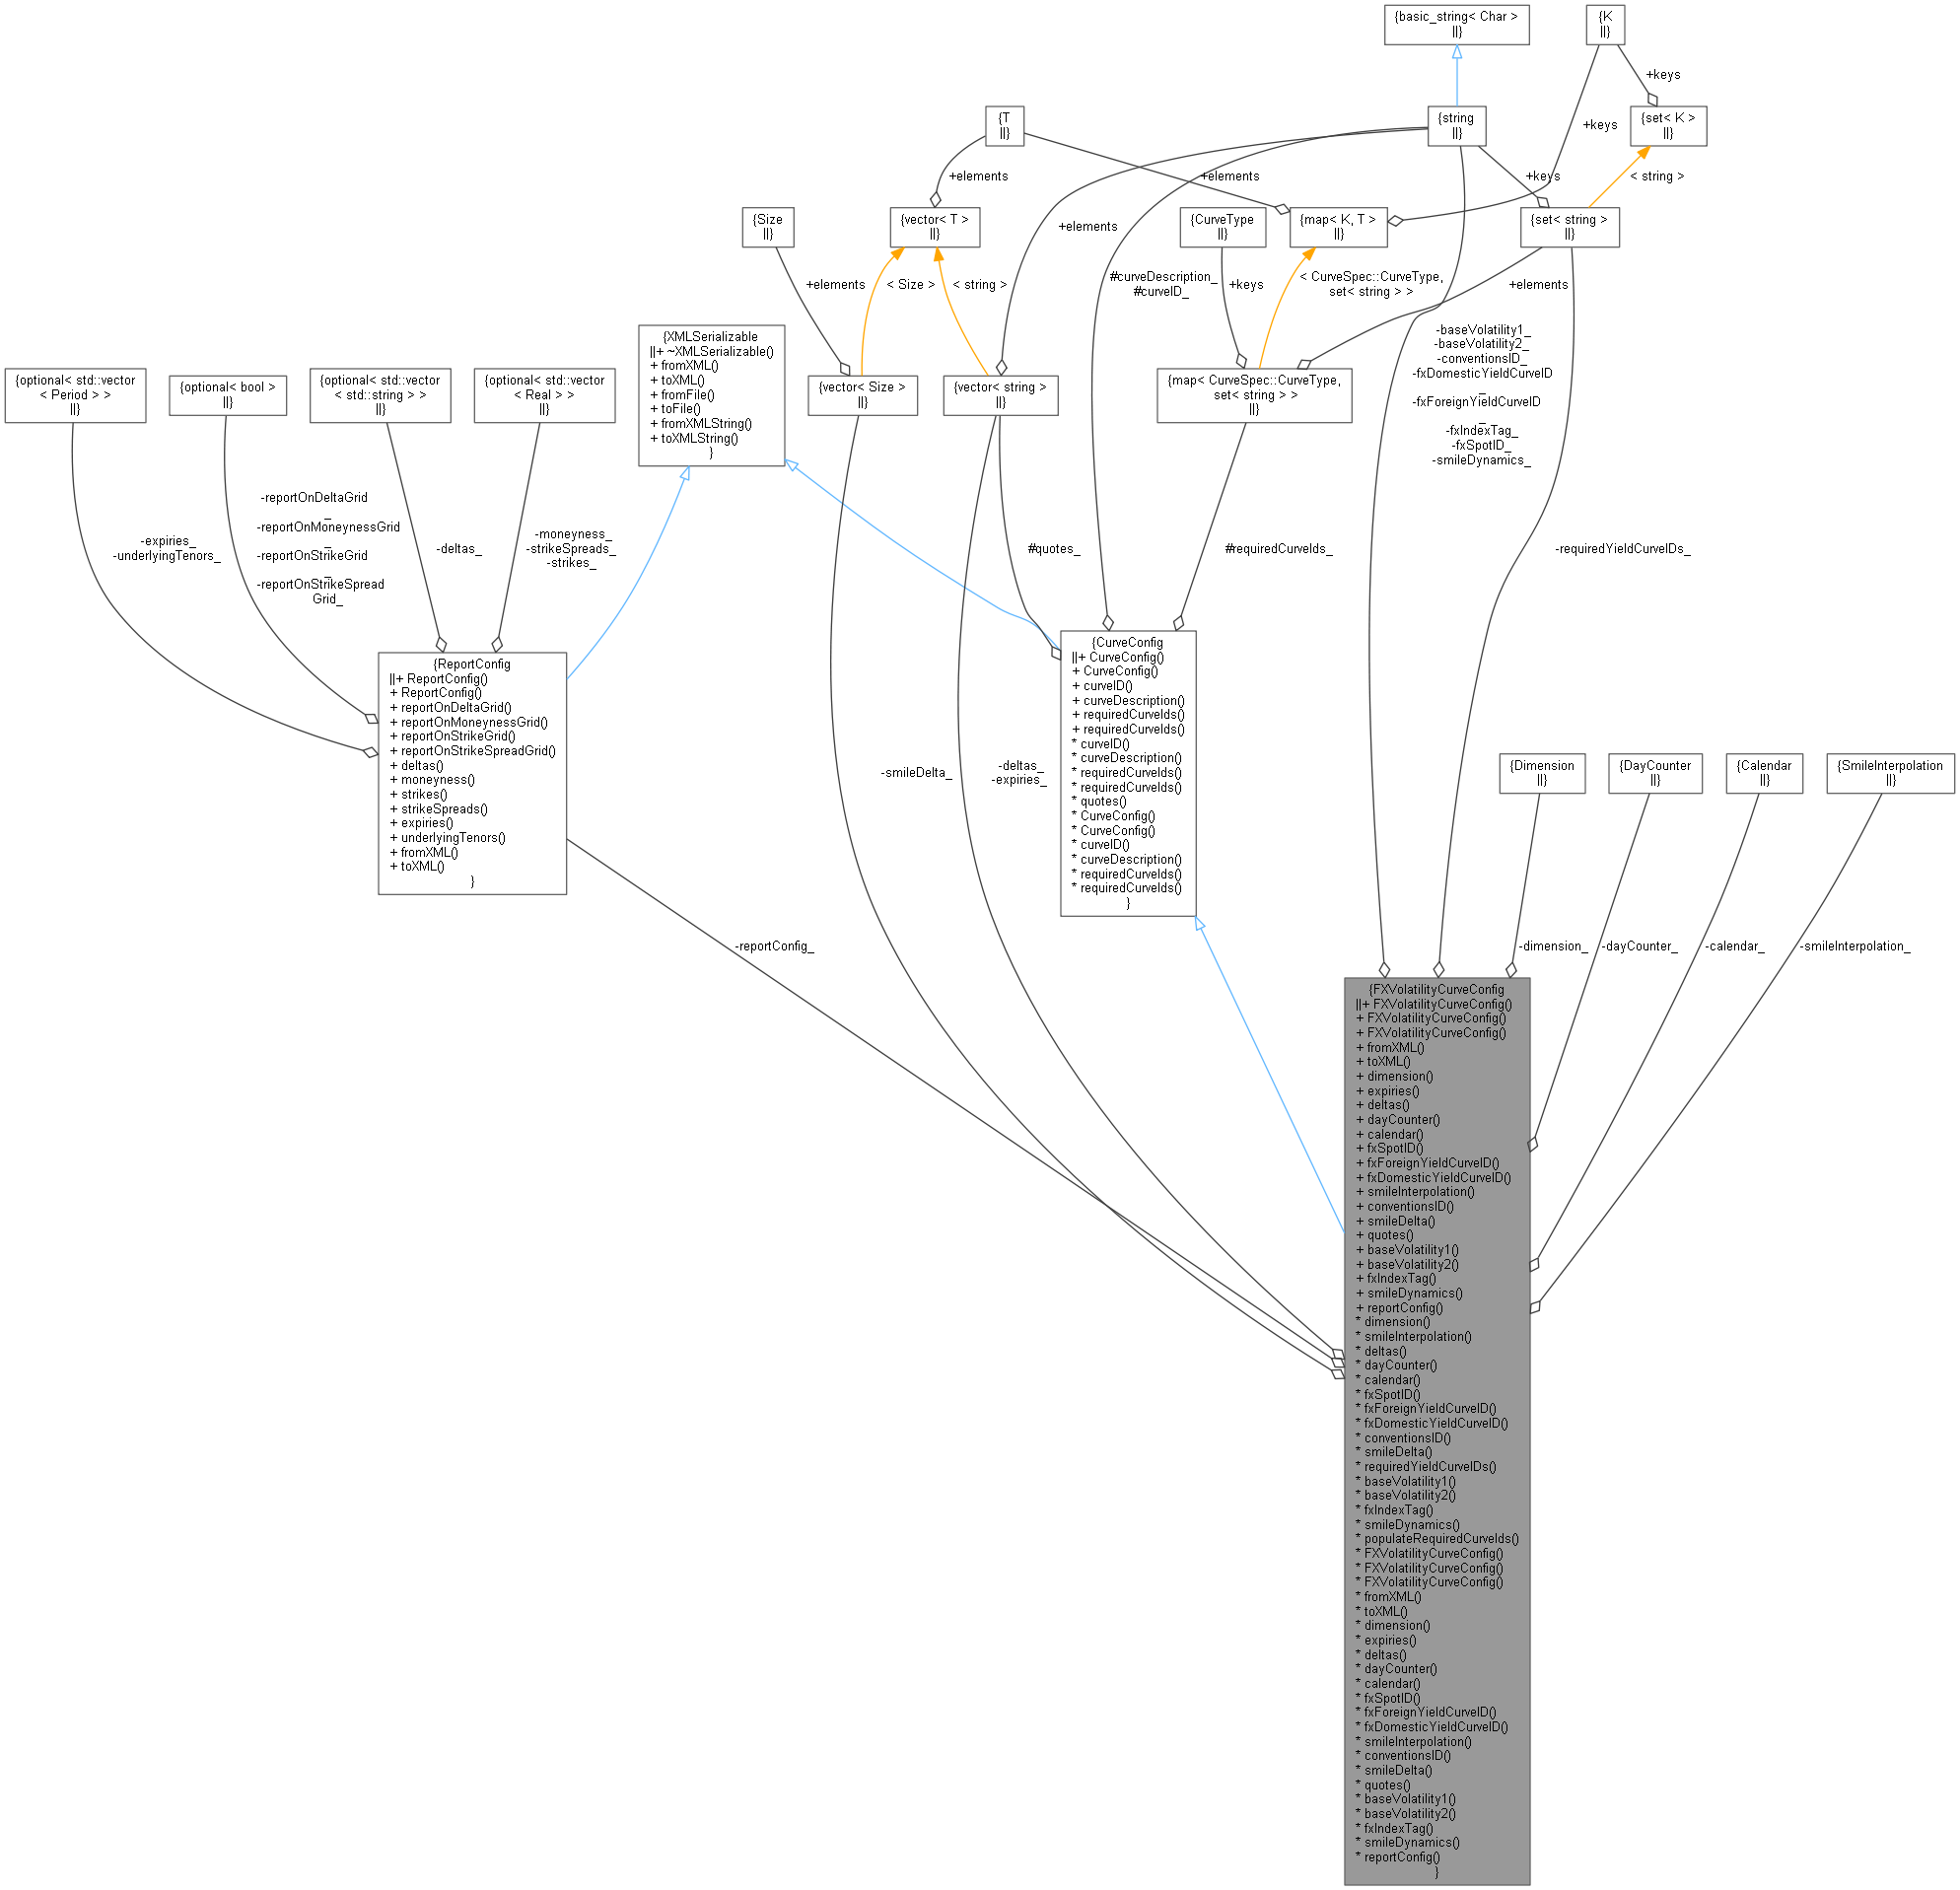 {basic_string< Char >
||}
{K
||}
+keys
{T
||}
{string
||}
{set< K >
||}
+keys
+elements
+elements
+keys
< string >
{Size
||}
{vector< T >
||}
{CurveType
||}
{map< K, T >
||}
{set< string >
||}
+elements
+elements
< Size >
< string >
#curveDescription_
#curveID_
+keys
< CurveSpec::CurveType,
set< string > >
+elements
{XMLSerializable
||+ ~XMLSerializable()
+ fromXML()
+ toXML()
+ fromFile()
+ toFile()
+ fromXMLString()
+ toXMLString()
}
-baseVolatility1_
-baseVolatility2_
-conventionsID_
-fxDomesticYieldCurveID
_
-fxForeignYieldCurveID
_
-fxIndexTag_
-fxSpotID_
-smileDynamics_
{optional< std::vector
< Period > >
||}
{optional< bool >
||}
{optional< std::vector
< std::string > >
||}
{optional< std::vector
< Real > >
||}
{vector< Size >
||}
{vector< string >
||}
{map< CurveSpec::CurveType,
set< string > >
||}
-expiries_
-underlyingTenors_
-reportOnDeltaGrid
_
-reportOnMoneynessGrid
_
-reportOnStrikeGrid
_
-reportOnStrikeSpread
Grid_
-deltas_
-moneyness_
-strikeSpreads_
-strikes_
#quotes_
#requiredCurveIds_
-requiredYieldCurveIDs_
{ReportConfig
||+ ReportConfig()
+ ReportConfig()
+ reportOnDeltaGrid()
+ reportOnMoneynessGrid()
+ reportOnStrikeGrid()
+ reportOnStrikeSpreadGrid()
+ deltas()
+ moneyness()
+ strikes()
+ strikeSpreads()
+ expiries()
+ underlyingTenors()
+ fromXML()
+ toXML()
}
-smileDelta_
-deltas_
-expiries_
{CurveConfig
||+ CurveConfig()
+ CurveConfig()
+ curveID()
+ curveDescription()
+ requiredCurveIds()
+ requiredCurveIds()
* curveID()
* curveDescription()
* requiredCurveIds()
* requiredCurveIds()
* quotes()
* CurveConfig()
* CurveConfig()
* curveID()
* curveDescription()
* requiredCurveIds()
* requiredCurveIds()
}
{Dimension
||}
{DayCounter
||}
{Calendar
||}
{SmileInterpolation
||}
-reportConfig_
-dimension_
-dayCounter_
-calendar_
-smileInterpolation_
{FXVolatilityCurveConfig
||+ FXVolatilityCurveConfig()
+ FXVolatilityCurveConfig()
+ FXVolatilityCurveConfig()
+ fromXML()
+ toXML()
+ dimension()
+ expiries()
+ deltas()
+ dayCounter()
+ calendar()
+ fxSpotID()
+ fxForeignYieldCurveID()
+ fxDomesticYieldCurveID()
+ smileInterpolation()
+ conventionsID()
+ smileDelta()
+ quotes()
+ baseVolatility1()
+ baseVolatility2()
+ fxIndexTag()
+ smileDynamics()
+ reportConfig()
* dimension()
* smileInterpolation()
* deltas()
* dayCounter()
* calendar()
* fxSpotID()
* fxForeignYieldCurveID()
* fxDomesticYieldCurveID()
* conventionsID()
* smileDelta()
* requiredYieldCurveIDs()
* baseVolatility1()
* baseVolatility2()
* fxIndexTag()
* smileDynamics()
* populateRequiredCurveIds()
* FXVolatilityCurveConfig()
* FXVolatilityCurveConfig()
* FXVolatilityCurveConfig()
* fromXML()
* toXML()
* dimension()
* expiries()
* deltas()
* dayCounter()
* calendar()
* fxSpotID()
* fxForeignYieldCurveID()
* fxDomesticYieldCurveID()
* smileInterpolation()
* conventionsID()
* smileDelta()
* quotes()
* baseVolatility1()
* baseVolatility2()
* fxIndexTag()
* smileDynamics()
* reportConfig()
}